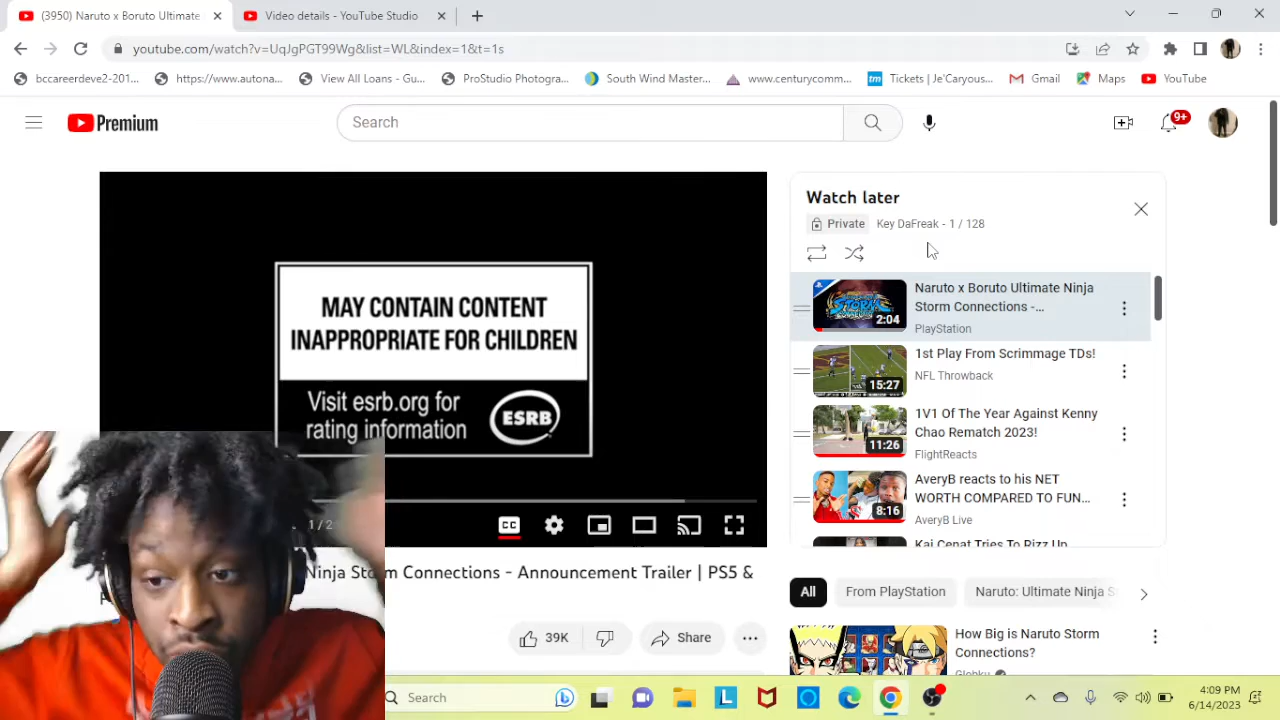 (3950) Naruto x Boruto Ultimate
Video details - YouTube Studio
youtube.com/watch?v=UqJgPGT99Wg&list=WL&index=1&t=1s
bccareerdeve2-201...
https://www.autona...
View All Loans - Gu...
ProStudio Photogra...
South Wind Master...
www.centurycomm...
tm
Tickets | Je'Caryous...
Gmail
Maps
YouTube
Premium
Search
9+
MAY CONTAIN CONTENT
INAPPROPRIATE FOR CHILDREN
Visit esrb.org for
rating information
ESRB
CC
Ninja Storm Connections - Announcement Trailer | PS5 &
39K
Share
Watch later
Private
Key DaFreak - 1 / 128
STORM
2:04
Naruto x Boruto Ultimate Ninja
Storm Connections -...
PlayStation
15:27
1st Play From Scrimmage TDs!
NFL Throwback
11:26
1V1 Of The Year Against Kenny
Chao Rematch 2023!
FlightReacts
8:16
AveryB reacts to his NET
WORTH COMPARED TO FUN...
AveryB Live
Kai Cenat Tries To Rizz Up
All
From PlayStation
Naruto: Ultimate Ninja S
How Big is Naruto Storm
Connections?
Globku
Search
4:09 PM
6/14/2023